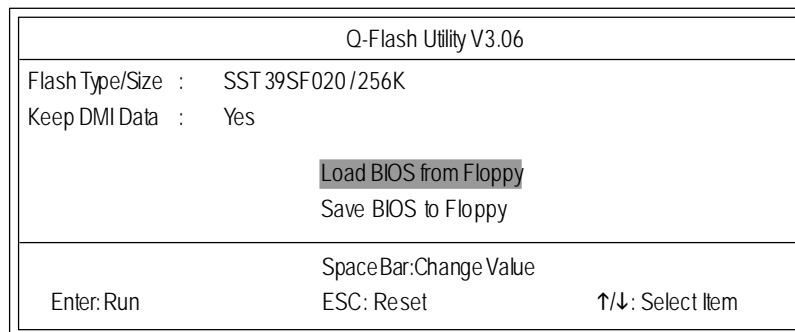 Q-Flash Utility V3.06
Flash Type/Size : SST 39SF020 / 256K
Keep DMI Data : Yes
Load BIOS from Floppy
Save BIOS to Floppy
Space Bar:Change Value
Enter: Run ESC: Reset ↑/↓: Select Item